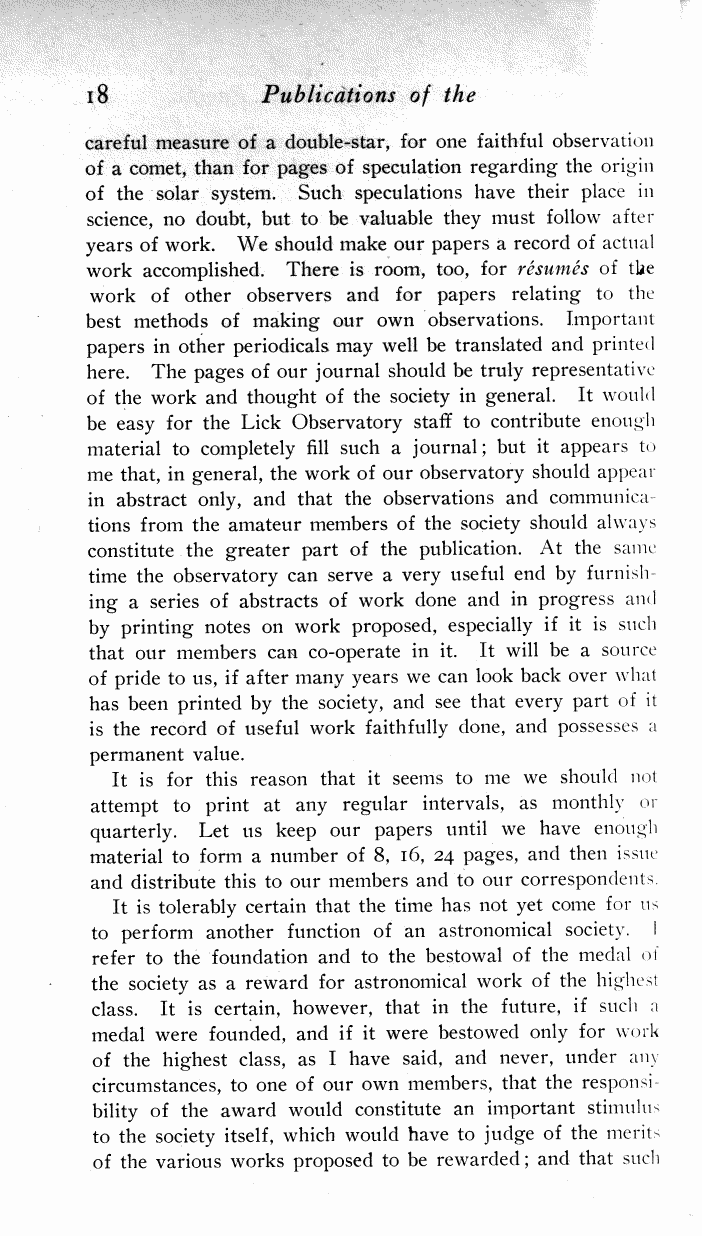 18 Publications of the
careful measure of a double-star, for one faithful observation
of a comet, than for pages of speculation regarding the origin
of the solar system. Such speculations have their place in
science, no doubt, but to be valuable they must follow after
years of work. We should make our papers a record of actual
work accomplished. There is room, too, for résumés of the
work of other observers and for papers relating to the
best methods of making our own observations. Important
papers in other periodicals may well be translated and printed
here. The pages of our journal should be truly representative
of the work and thought of the society in general. It would
be easy for the Lick Observatory staff to contribute enough
material to completely fill such a journal; but it appears to
me that, in general, the work of our observatory should appear
in abstract only, and that the observations and communica-
tions from the amateur members of the society should always
constitute the greater part of the publication. At the same
time the observatory can serve a very useful end by furnish-
ing a series of abstracts of work done and in progress and
by printing notes on work proposed, especially if it is such
that our members can co-operate in it. It will be a source
of pride to us, if after many years we can look back over what
has been printed by the society, and see that every part of it
is the record of useful work faithfully done, and possesses a
permanent value.
It is for this reason that it seems to me we should not
attempt to print at any regular intervals, as monthly or
quarterly. Let us keep our papers until we have enough
material to form a number of 8, 16, 24 pages, and then issue
and distribute this to our members and to our correspondents.
It is tolerably certain that the time has not yet come for us
to perform another function of an astronomical society. I
refer to the foundation and to the bestowal of the medal of
the society as a reward for astronomical work of the highest
class. It is certain, however, that in the future, if such a
medal were founded, and if it were bestowed only for work
of the highest class, as I have said, and never, under any
circumstances, to one of our own members, that the responsi-
bility of the award would constitute an important stimulus
to the society itself, which would have to judge of the merits
of the various works proposed to be rewarded; and that such